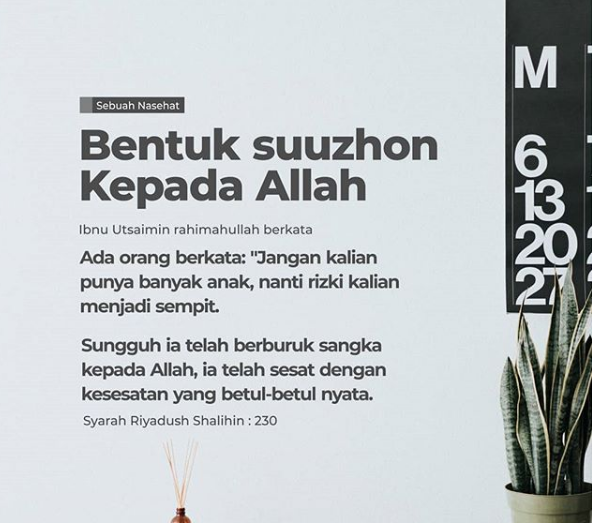 Sebuah Nasehat
Bentuk suuzhon
Kepada Allah
Ibnu Utsaimin rahimahullah berkata
Ada orang berkata: "Jangan kalian
punya banyak anak, nanti rizki kalian
menjadi sempit.
Sungguh ia telah berburuk sangka
kepada Allah, ia telah sesat dengan
kesesatan yang betul-betul nyata.
Syarah Riyadush Shalihin : 230
M
6
13
20
27